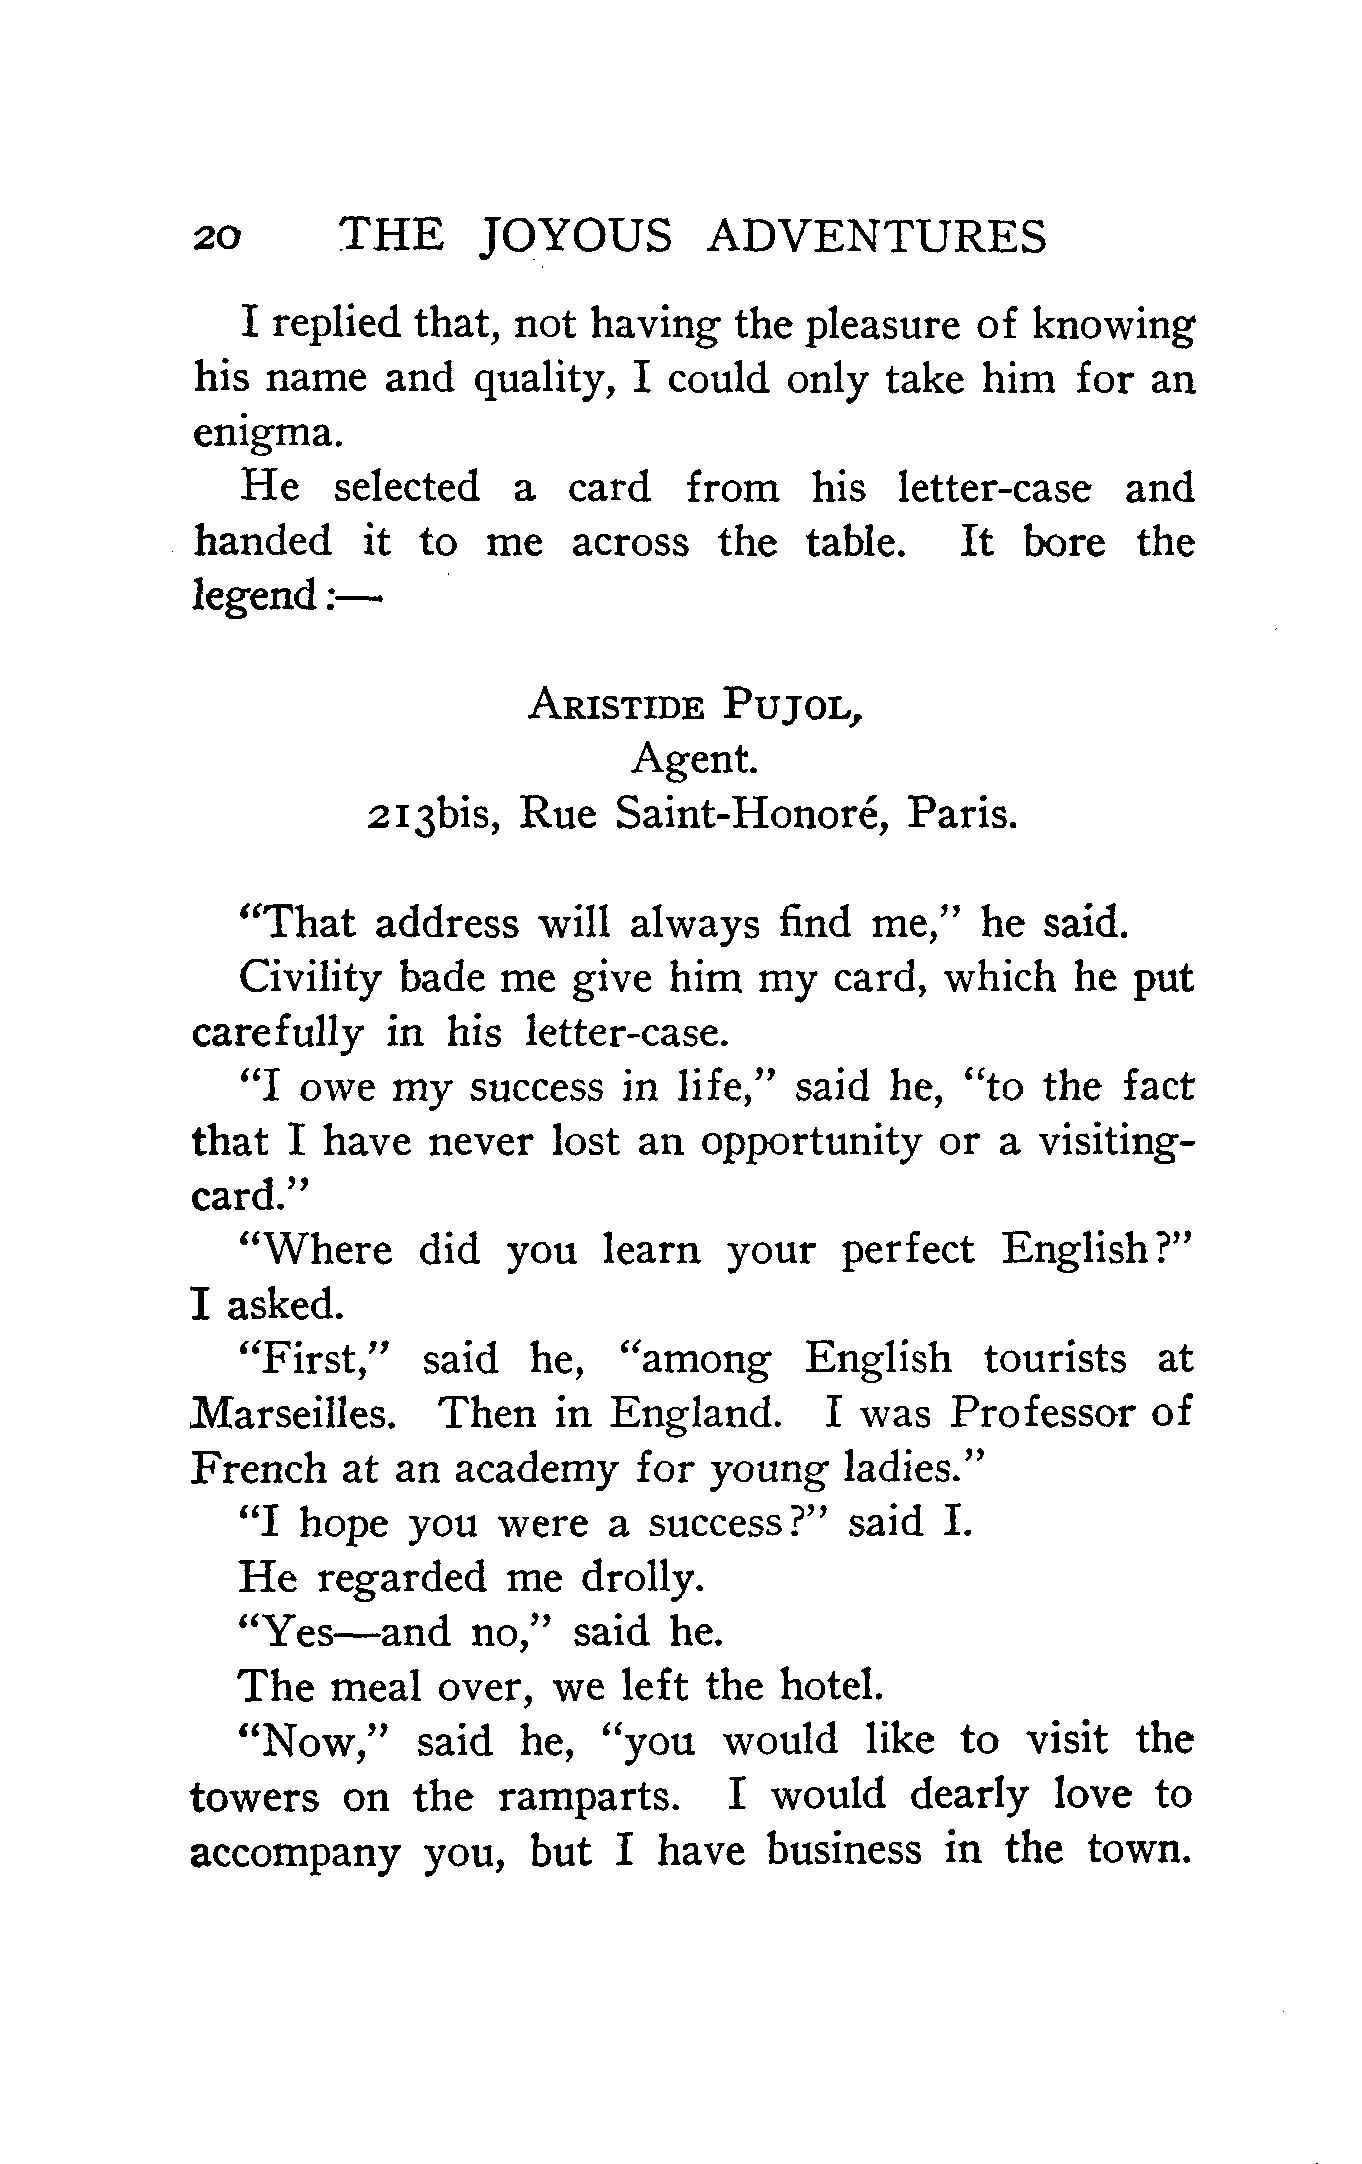 20 THE JOYOUS ADVENTURES
I replied that, not having the pleasure of knowing
his name and quality, I could only take him for an
enigma.
He selected a card from his letter-case and
handed it to me across the table. It bore the
legend:—
ARISTIDE PUJOL,
Agent.
213bis, Rue Saint-Honoré, Paris.
“That address will always find me,” he said.
Civility bade me give him my card, which he put
carefully in his letter-case.
“I owe my success in life,” said he, “to the fact
that I have never lost an opportunity or a visiting-
card.”
“Where did you learn your perfect English?”
I asked.
“First,” said he, “among English tourists at
Marseilles. Then in England. I was Professor of
French at an academy for young ladies.”
“I hope you were a success?” said I.
He regarded me drolly.
“Yes—and no,” said he.
The meal over, we left the hotel.
“Now,” said he, “you would like to visit the
towers on the ramparts. I would dearly love to
accompany you, but I have business in the town.